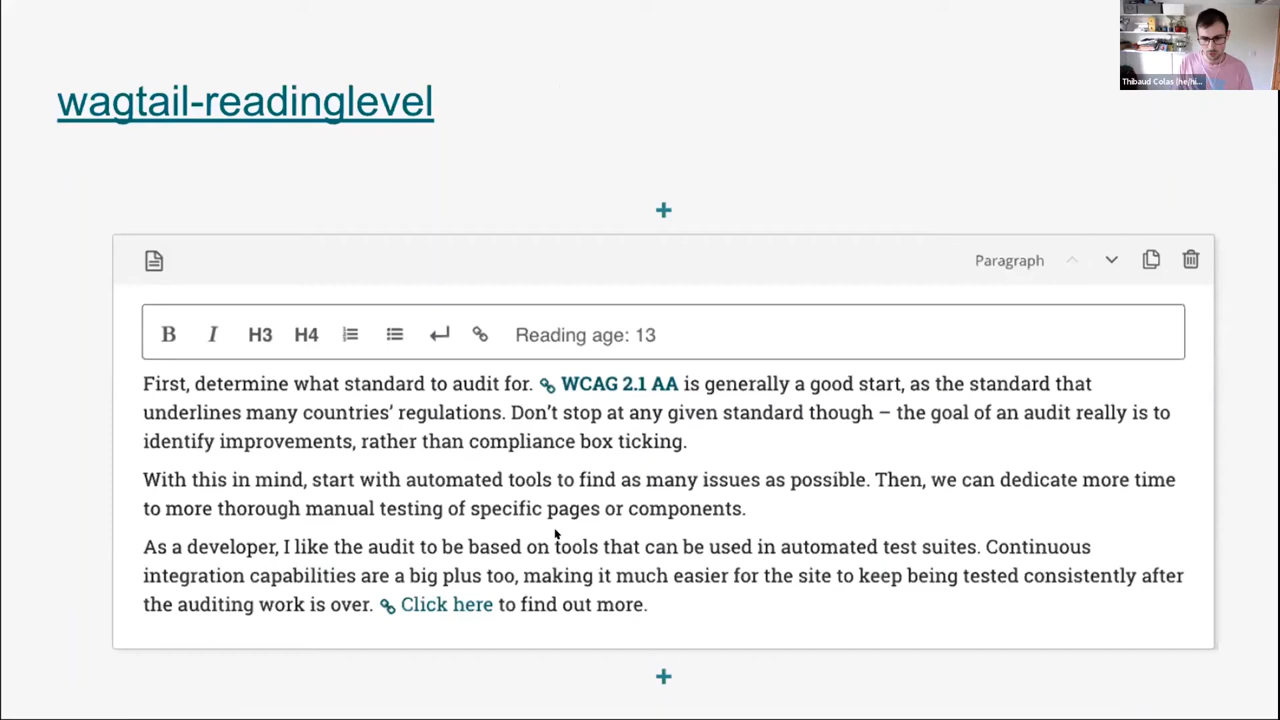 Thibaud Colas (he/hi...
wagtail-readinglevel
+
Paragraph
B I H3 H4 Reading age: 13
First, determine what standard to audit for. WCAG 2.1 AA is generally a good start, as the standard that
underlines many countries’ regulations. Don’t stop at any given standard though – the goal of an audit really is to
identify improvements, rather than compliance box ticking.
With this in mind, start with automated tools to find as many issues as possible. Then, we can dedicate more time
to more thorough manual testing of specific pages or components.
As a developer, I like the audit to be based on tools that can be used in automated test suites. Continuous
integration capabilities are a big plus too, making it much easier for the site to keep being tested consistently after
the auditing work is over. Click here to find out more.
+